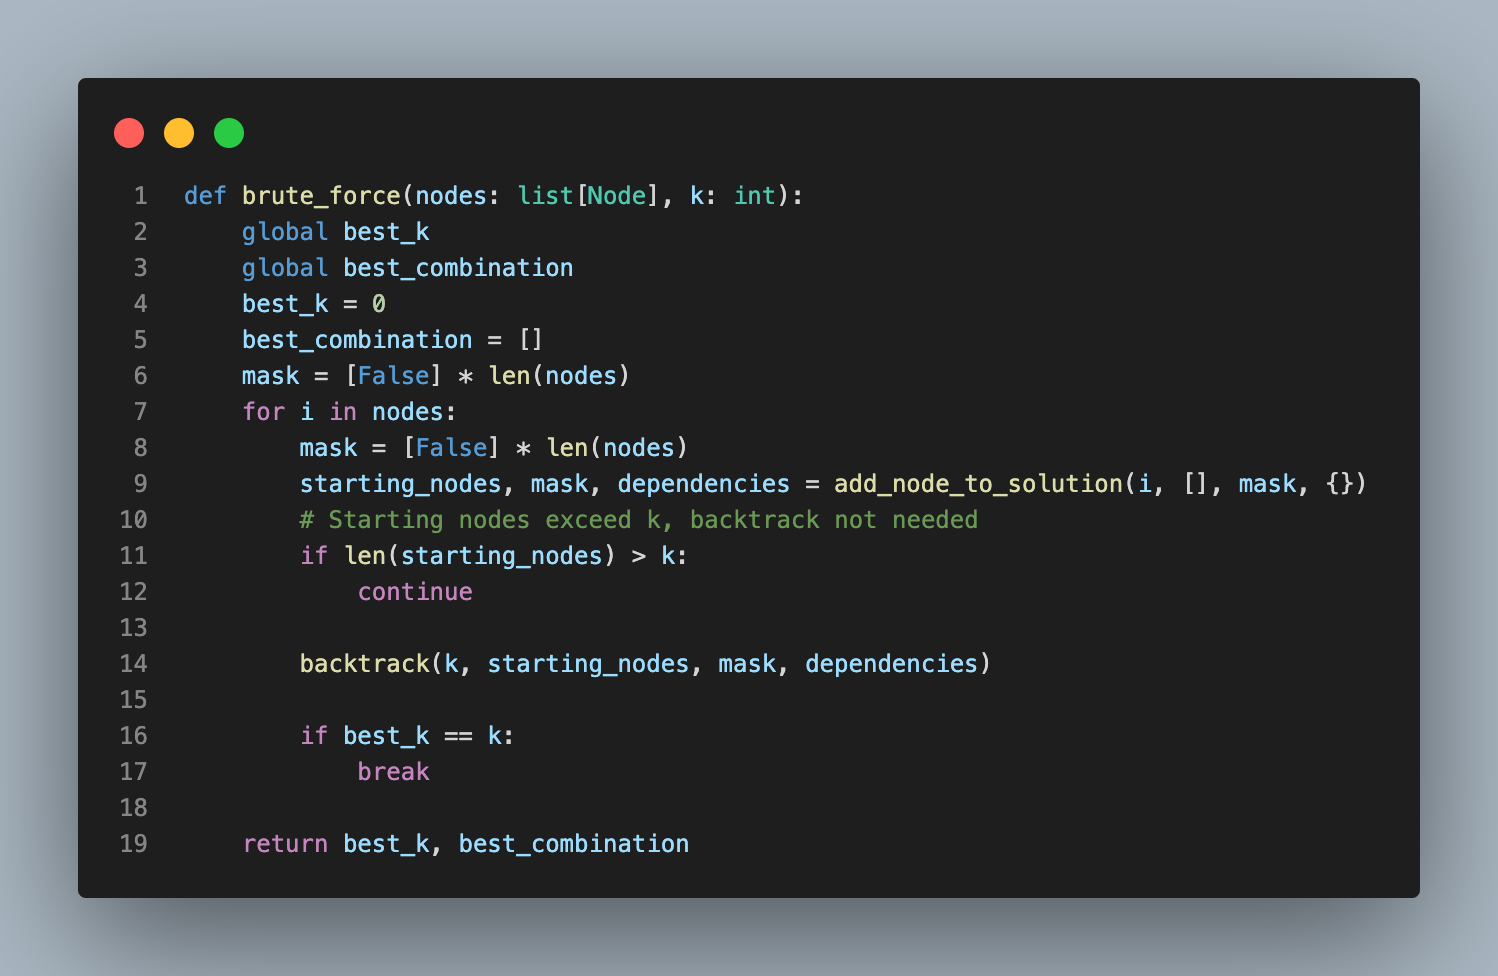 1 def brute_force(nodes: list[Node], k: int):
2     global best_k
3     global best_combination
4     best_k = 0
5     best_combination = []
6     mask = [False] * len(nodes)
7     for i in nodes:
8         mask = [False] * len(nodes)
9         starting_nodes, mask, dependencies = add_node_to_solution(i, [], mask, {})
10         # Starting nodes exceed k, backtrack not needed
11         if len(starting_nodes) > k:
12             continue
13
14         backtrack(k, starting_nodes, mask, dependencies)
15
16         if best_k == k:
17             break
18
19     return best_k, best_combination